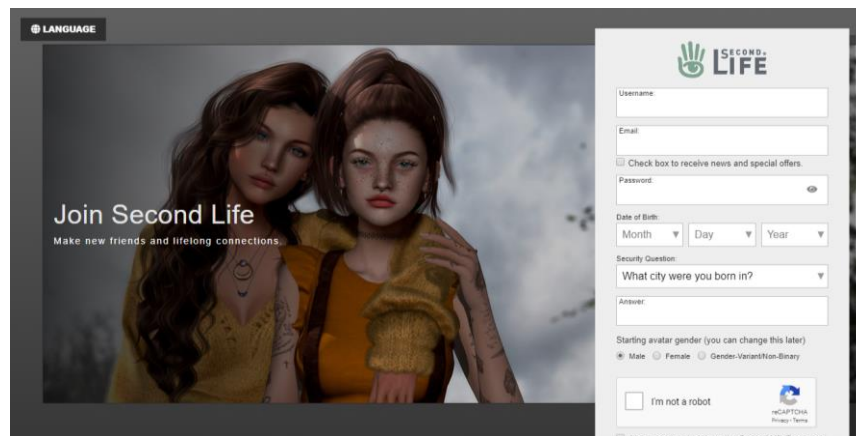 LANGUAGE
SECOND
LIFE
Username:
Email:
Check box to receive news and special offers.
Password:
Join Second Life
Make new friends and lifelong connections.
Date of Birth:
Month Day Year
Security Question:
What city were you born in?
Answer:
Starting avatar gender (you can change this later)
Male Female Gender-Variant/Non-Binary
I'm not a robot
reCAPTCHA
Privacy - Terms